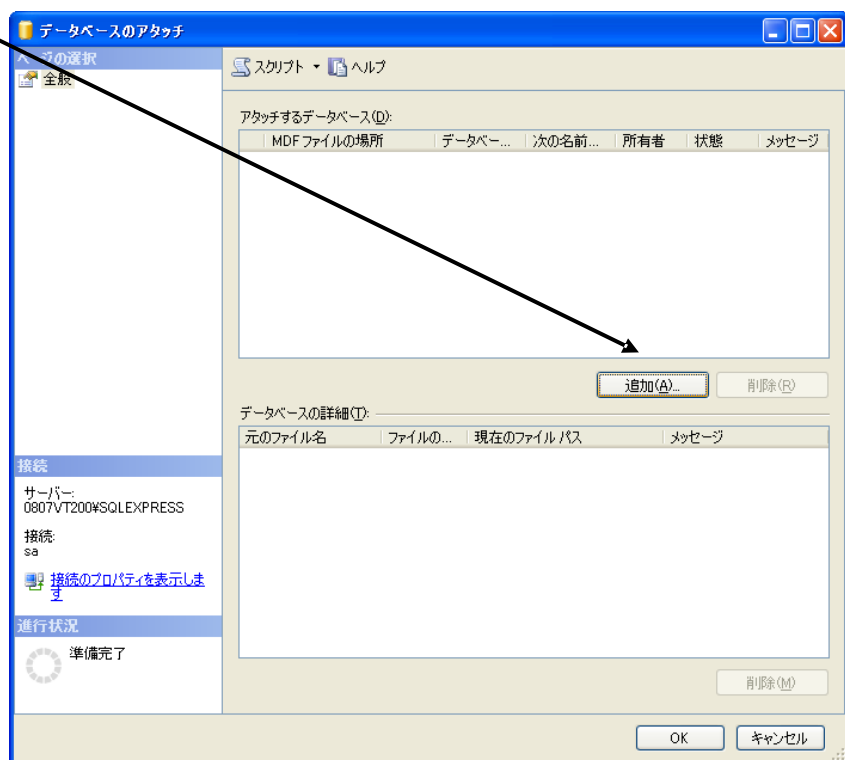 データベースのアタッチ
ページの選択
全般
スクリプト ヘルプ
アタッチするデータベース(D):
MDF ファイルの場所 データベー... 次の名前... 所有者 状態 メッセージ
追加(A)... 削除(R)
データベースの詳細(T):
元のファイル名 ファイルの... 現在のファイル パス メッセージ
接続
サーバー:
0807VT200¥SQLEXPRESS
接続:
sa
接続のプロパティを表示しま
す
進行状況
準備完了
削除(M)
OK キャンセル